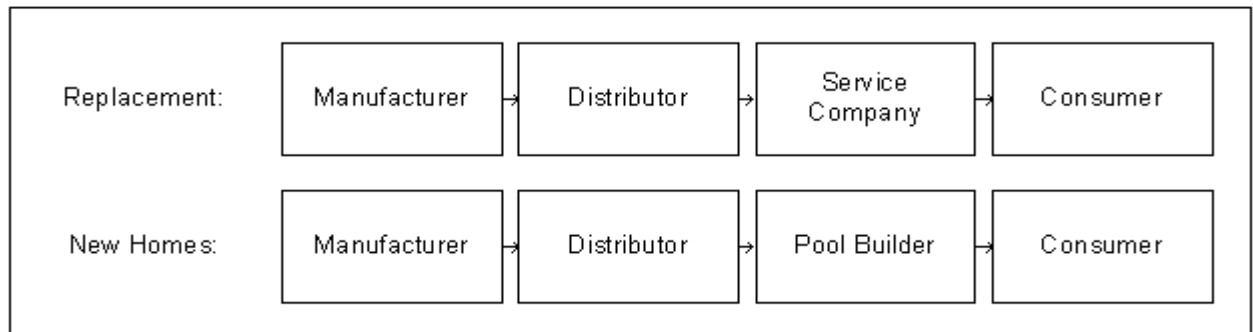 Replacement: Manufacturer Distributor Service Company Consumer
New Homes: Manufacturer Distributor Pool Builder Consumer